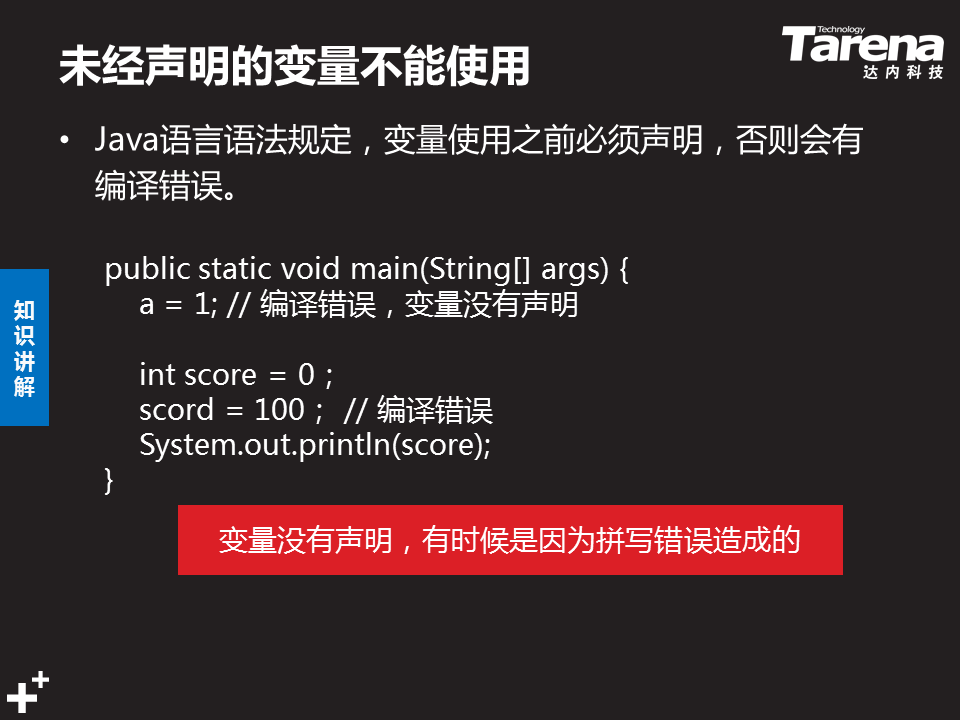 未经声明的变量不能使用
Technology
Tarena
达内科技
• Java语言语法规定，变量使用之前必须声明，否则会有
编译错误。
public static void main(String[] args) {
a = 1; // 编译错误，变量没有声明
int score = 0；
scord = 100； // 编译错误
System.out.println(score);
}
知
识
讲
解
变量没有声明，有时候是因为拼写错误造成的